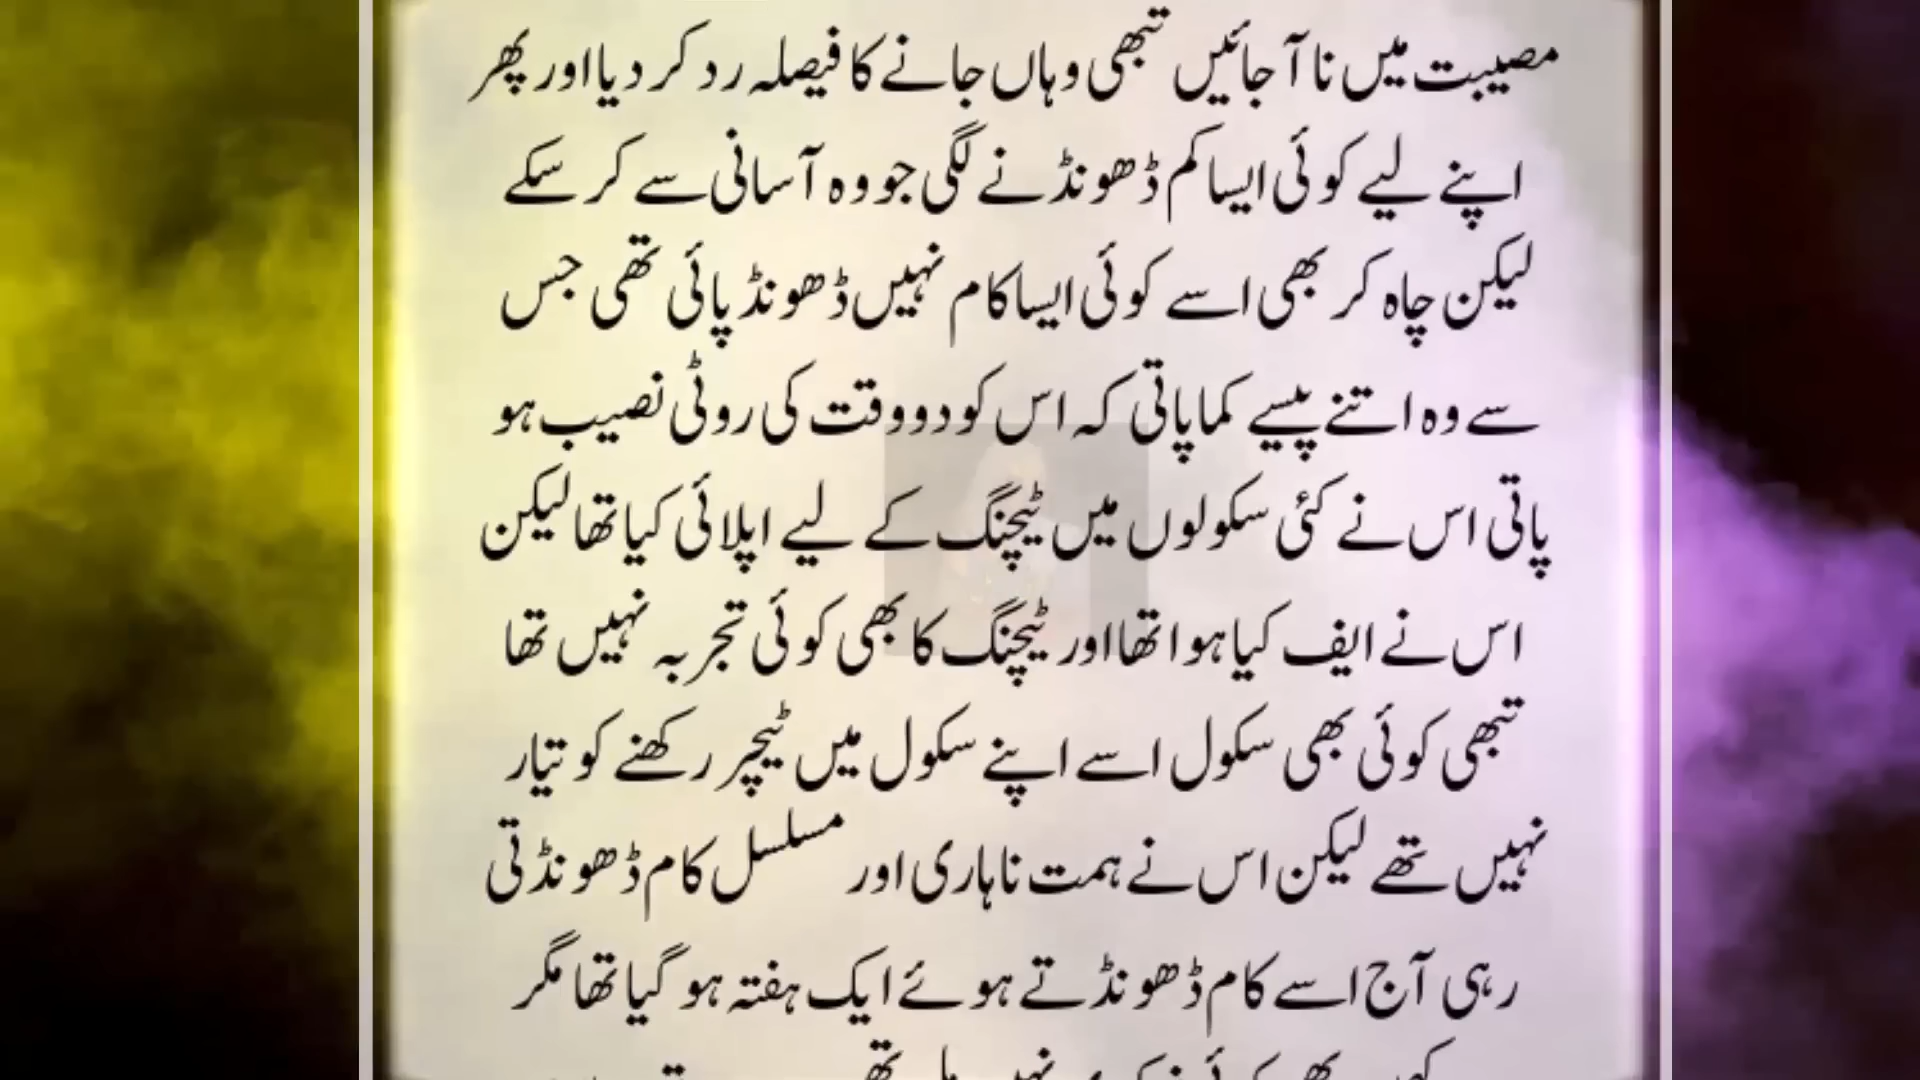 مصیبت میں نا آ جائیں تبھی وہاں جانے کا فیصلہ رد کر دیا اور پھر
اپنے لیے کوئی ایسا کم ڈھونڈنے لگی جو وہ آسانی سے کر سکے
لیکن چاہ کر بھی اسے کوئی ایسا کام نہیں ڈھونڈ پائی تھی جس
سے وہ اتنے پیسے کما پاتی کہ اس کو دو وقت کی روٹی نصیب ہو
پاتی اس نے کئی سکولوں میں ٹیچنگ کے لیے اپلائی کیا تھا لیکن
اس نے ایف کیا ہوا تھا اور ٹیچنگ کا بھی کوئی تجربہ نہیں تھا
تبھی کوئی بھی سکول اسے اپنے سکول میں ٹیچر رکھنے کو تیار
نہیں تھے لیکن اس نے ہمت نا ہاری اور مسلسل کام ڈھونڈتی
رہی آج اسے کام ڈھونڈتے ہوئے ایک ہفتہ ہو گیا تھا مگر